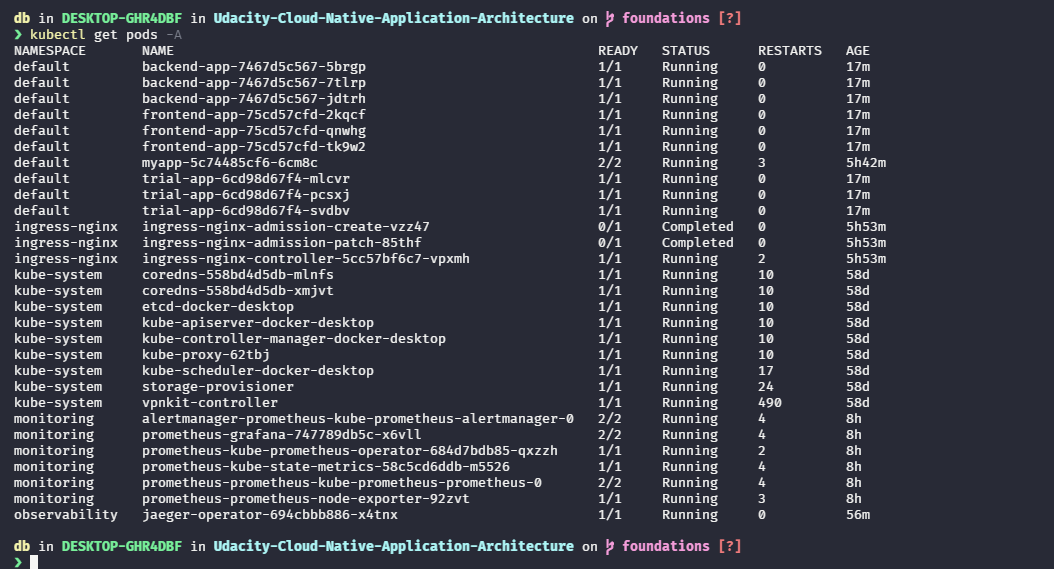 db in DESKTOP-GHR4DBF in Udacity-Cloud-Native-Application-Architecture on foundations [?]
❯ kubectl get pods -A
NAMESPACE NAME READY STATUS RESTARTS AGE
default backend-app-7467d5c567-5brgp 1/1 Running 0 17m
default backend-app-7467d5c567-7tlrp 1/1 Running 0 17m
default backend-app-7467d5c567-jdtrh 1/1 Running 0 17m
default frontend-app-75cd57cfd-2kqcf 1/1 Running 0 17m
default frontend-app-75cd57cfd-qnwhg 1/1 Running 0 17m
default frontend-app-75cd57cfd-tk9w2 1/1 Running 0 17m
default myapp-5c74485cf6-6cm8c 2/2 Running 3 5h42m
default trial-app-6cd98d67f4-mlcvr 1/1 Running 0 17m
default trial-app-6cd98d67f4-pcsxj 1/1 Running 0 17m
default trial-app-6cd98d67f4-svdbv 1/1 Running 0 17m
ingress-nginx ingress-nginx-admission-create-vzz47 0/1 Completed 0 5h53m
ingress-nginx ingress-nginx-admission-patch-85thf 0/1 Completed 0 5h53m
ingress-nginx ingress-nginx-controller-5cc57bf6c7-vpxmh 1/1 Running 2 5h53m
kube-system coredns-558bd4d5db-mlnfs 1/1 Running 10 58d
kube-system coredns-558bd4d5db-xmjvt 1/1 Running 10 58d
kube-system etcd-docker-desktop 1/1 Running 10 58d
kube-system kube-apiserver-docker-desktop 1/1 Running 10 58d
kube-system kube-controller-manager-docker-desktop 1/1 Running 10 58d
kube-system kube-proxy-62tbj 1/1 Running 10 58d
kube-system kube-scheduler-docker-desktop 1/1 Running 17 58d
kube-system storage-provisioner 1/1 Running 24 58d
kube-system vpnkit-controller 1/1 Running 490 58d
monitoring alertmanager-prometheus-kube-prometheus-alertmanager-0 2/2 Running 4 8h
monitoring prometheus-grafana-747789db5c-x6vll 2/2 Running 4 8h
monitoring prometheus-kube-prometheus-operator-684d7bdb85-qxzzh 1/1 Running 2 8h
monitoring prometheus-kube-state-metrics-58c5cd6ddb-m5526 1/1 Running 4 8h
monitoring prometheus-prometheus-kube-prometheus-prometheus-0 2/2 Running 4 8h
monitoring prometheus-prometheus-node-exporter-92zvt 1/1 Running 3 8h
observability jaeger-operator-694cbbb886-x4tnx 1/1 Running 0 56m
db in DESKTOP-GHR4DBF in Udacity-Cloud-Native-Application-Architecture on foundations [?]
❯